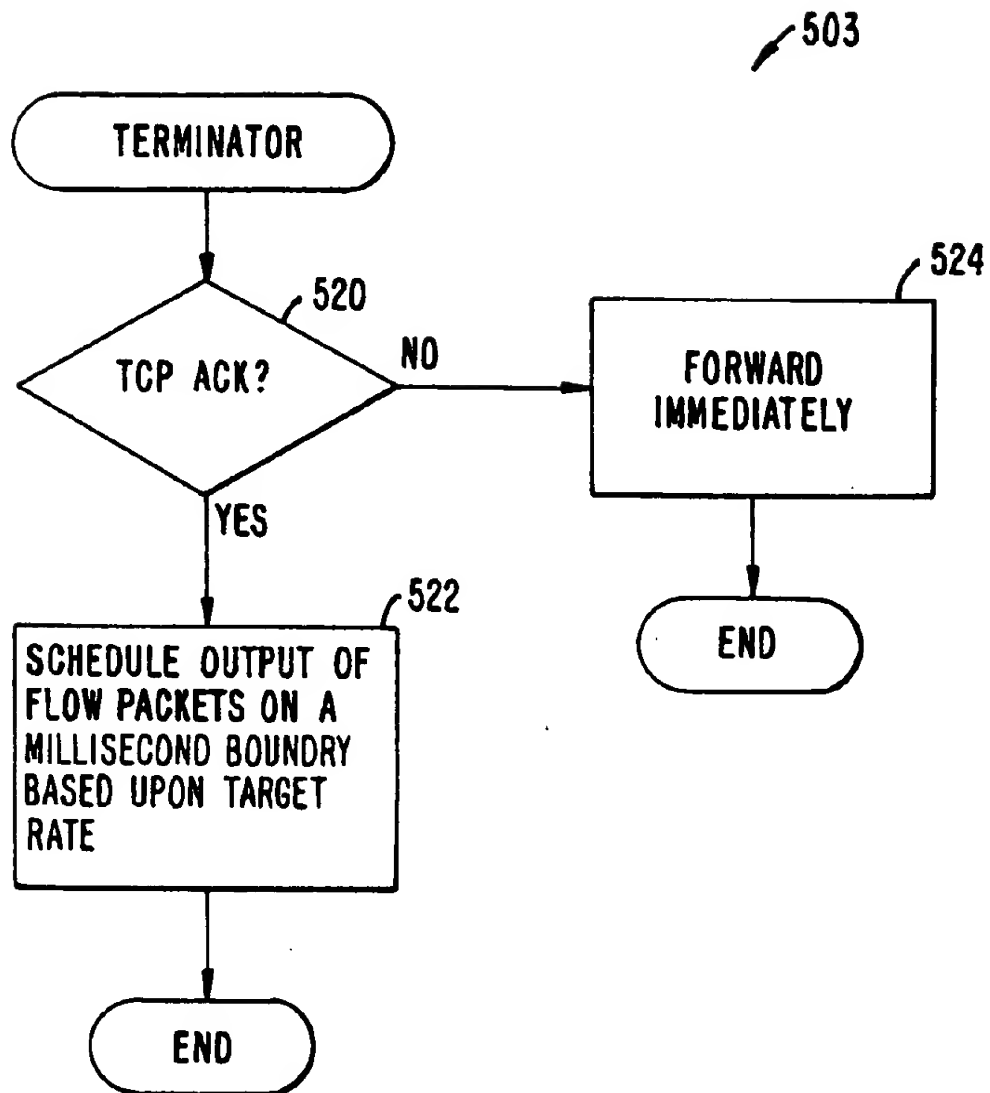 503
TERMINATOR
520
TCP ACK?
NO
524
FORWARD
IMMEDIATELY
YES
522
SCHEDULE OUTPUT OF
FLOW PACKETS ON A
MILLISECOND BOUNDRY
BASED UPON TARGET
RATE
END
END